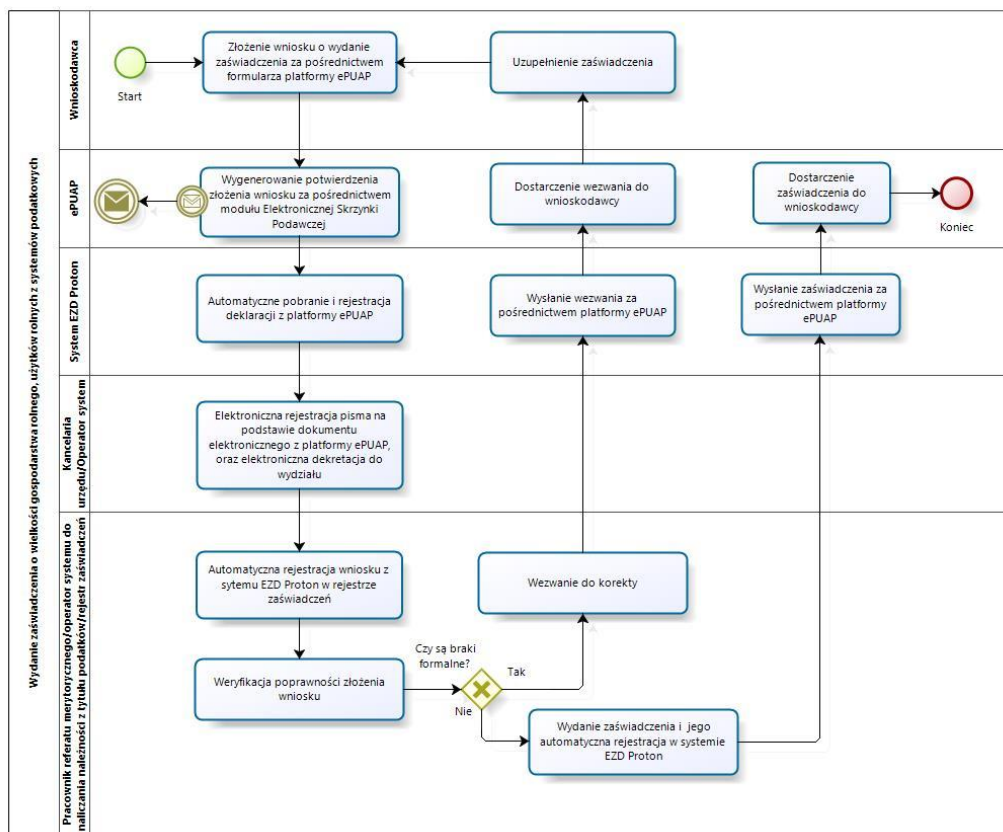 Wydanie zaświadczenia o wielkości gospodarstwa rolnego, użytków rolnych z systemów podatkowych
Wnioskodawca
Start
Złożenie wniosku o wydanie
zaświadczenia za pośrednictwem
formularza platformy ePUAP
Uzupełnienie zaświadczenia
ePUAP
Wygenerowanie potwierdzenia
złożenia wniosku za pośrednictwem
modułu Elektronicznej Skrzynki
Podawczej
Dostarczenie wezwania do
wnioskodawcy
Dostarczenie
zaświadczenia do
wnioskodawcy
Koniec
System EZD Proton
Automatyczne pobranie i rejestracja
deklaracji z platformy ePUAP
Wysłanie wezwania za
pośrednictwem platformy ePUAP
Wysłanie zaświadczenia za
pośrednictwem platformy
ePUAP
Kancelaria
urzędu/Operator system
Elektroniczna rejestracja pisma na
podstawie dokumentu
elektronicznego z platformy ePUAP,
oraz elektroniczna dekretacja do
wydziału
Pracownik referatu merytorycznego/operator systemu do
naliczania należności z tytułu podatków/rejestr zaświadczeń
Automatyczna rejestracja wniosku z
sytemu EZD Proton w rejestrze
zaświadczeń
Wezwanie do korekty
Weryfikacja poprawności złożenia
wniosku
Czy są braki
formalne?
Tak
Nie
Wydanie zaświadczenia i jego
automatyczna rejestracja w systemie
EZD Proton